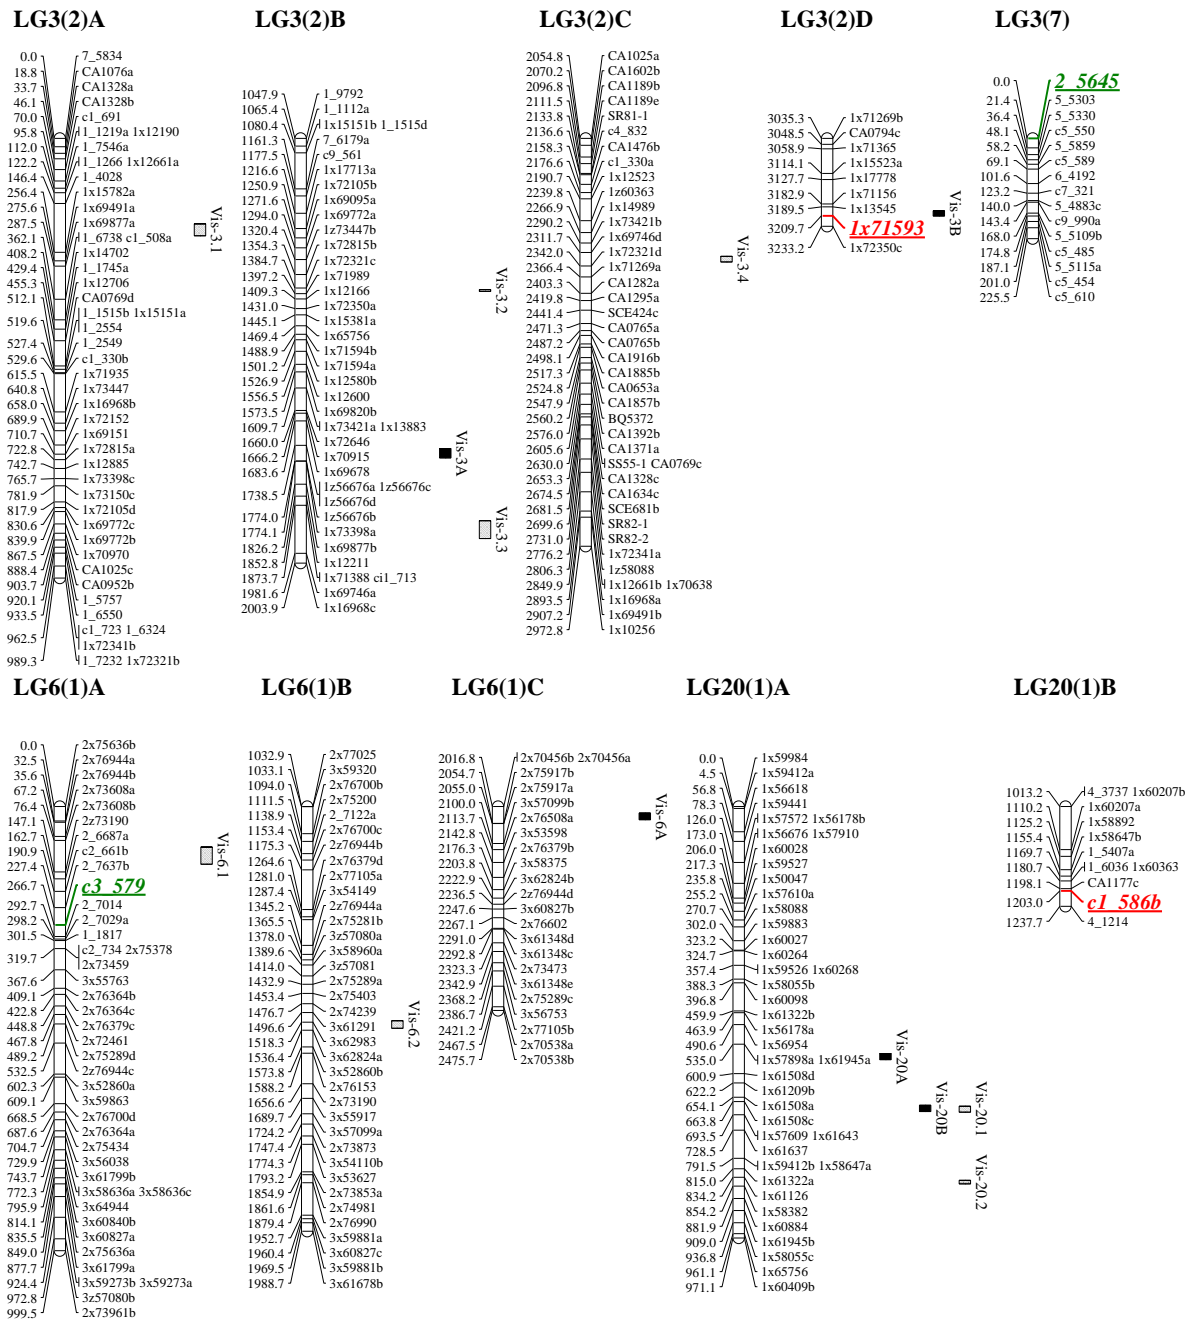 LG3(2)A
0.0 7_5834
18.8 CA1076a
33.7 CA1328a
46.1 CA1328b
70.0 c1_691
95.8 1_1219a 1x12190
112.0 1_7546a
122.2 1_1266 1x12661a
146.4 1_4028
256.4 1x15782a
275.6 1x69491a
287.5 1x69877a
362.1 1_6738 c1_508a
408.2 1x14702
429.4 1_1745a
455.3 1x12706
512.1 CA0769d
519.6 1_1515b 1x15151a
1_2554
527.4 1_2549
529.6 c1_330b
615.5 1x71935
640.8 1x73447
658.0 1x16968b
689.9 1x72152
710.7 1x69151
722.8 1x72815a
742.7 1x12885
765.7 1x73398c
781.9 1x73150c
817.9 1x72105d
830.6 1x69772c
839.9 1x69772b
867.5 1x70970
888.4 CA1025c
903.7 CA0952b
920.1 1_5757
933.5 1_6550
962.5 c1_723 1_6324
1x72341b
989.3 1_7232 1x72321b
Vis-3.1
LG3(2)B
1047.9 1_9792
1065.4 1_1112a
1080.4 1x15151b 1_1515d
1161.3 7_6179a
1177.5 c9_561
1216.6 1x17713a
1250.9 1x72105b
1271.6 1x69095a
1294.0 1x69772a
1320.4 1z73447b
1354.3 1x72815b
1384.7 1x72321c
1397.2 1x71989
1409.3 1x12166
1431.0 1x72350a
1445.1 1x15381a
1469.4 1x65756
1488.9 1x71594b
1501.2 1x71594a
1526.9 1x12580b
1556.5 1x12600
1573.5 1x69820b
1609.7 1x73421a 1x13883
1660.0 1x72646
1666.2 1x70915
1683.6 1x69678
1738.5 1z56676a 1z56676c
1z56676d
1774.0 1z56676b
1774.1 1x73398a
1826.2 1x69877b
1852.8 1x12211
1873.7 1x71388 ci1_713
1981.6 1x69746a
2003.9 1x16968c
Vis-3.2
Vis-3A
Vis-3.3
LG3(2)C
2054.8 CA1025a
2070.2 CA1602b
2096.8 CA1189b
2111.5 CA1189e
2133.8 SR81-1
2136.6 c4_832
2158.3 CA1476b
2176.6 c1_330a
2190.7 1x12523
2239.8 1z60363
2266.9 1x14989
2290.2 1x73421b
2311.7 1x69746d
2342.0 1x72321d
2366.4 1x71269a
2403.3 CA1282a
2419.8 CA1295a
2441.4 SCE424c
2471.3 CA0765a
2487.2 CA0765b
2498.1 CA1916b
2517.3 CA1885b
2524.8 CA0653a
2547.9 CA1857b
2560.2 BQ5372
2576.0 CA1392b
2605.6 CA1371a
2630.0 SS55-1 CA0769c
2653.3 CA1328c
2674.5 CA1634c
2681.5 SCE681b
2699.6 SR82-1
2731.0 SR82-2
2776.2 1x72341a
2806.3 1z58088
2849.9 1x12661b 1x70638
2893.5 1x16968a
2907.2 1x69491b
2972.8 1x10256
Vis-3.4
LG3(2)D
3035.3 1x71269b
3048.5 CA0794c
3058.9 1x71365
3114.1 1x15523a
3127.7 1x17778
3182.9 1x71156
3189.5 1x13545
3209.7 1x71593
3233.2 1x72350c
Vis-3B
LG3(7)
0.0 2_5645
21.4 5_5303
36.4 5_5330
48.1 c5_550
58.2 5_5859
69.1 c5_589
101.6 6_4192
123.2 c7_321
140.0 5_4883c
143.4 c9_990a
168.0 5_5109b
174.8 c5_485
187.1 5_5115a
201.0 c5_454
225.5 c5_610
LG6(1)A
0.0 2x75636b
32.5 2x76944a
35.6 2x76944b
67.2 2x73608a
76.4 2x73608b
147.1 2z73190
162.7 2_6687a
190.9 c2_661b
227.4 2_7637b
266.7 c3_579
292.7 2_7014
298.2 2_7029a
301.5 1_1817
319.7 c2_734 2x75378
2x73459
367.6 3x55763
409.1 2x76364b
422.8 2x76364c
448.8 2x76379c
467.8 2x72461
489.2 2x75289d
532.5 2z76944c
602.3 3x52860a
609.1 3x59863
668.5 2x76700d
687.6 2x76364a
704.7 2x75434
729.9 3x56038
743.7 3x61799b
772.3 3x58636a 3x58636c
795.9 3x64944
814.1 3x60840b
835.5 3x60827a
849.0 2x75636a
877.7 3x61799a
924.4 3x59273b 3x59273a
972.8 3z57080b
999.5 2x73961b
Vis-6.1
LG6(1)B
1032.9 2x77025
1033.1 3x59320
1094.0 2x76700b
1111.5 2x75200
1138.9 2_7122a
1153.4 2x76700c
1175.3 2x76944b
1264.6 2x76379d
1281.0 2x77105a
1287.4 3x54149
1345.2 2z76944a
1365.5 2x75281b
1378.0 3z57080a
1389.6 3x58960a
1414.0 3z57081
1432.9 2x75289a
1453.4 2x75403
1476.7 2x74239
1496.6 3x61291
1518.3 3x62983
1536.4 3x62824a
1573.8 3x52860b
1588.2 2x76153
1656.6 2x73190
1689.7 3x55917
1724.2 3x57099a
1747.4 2x73873
1774.3 3x54110b
1793.2 3x53627
1854.9 2x73853a
1861.6 2x74981
1879.4 2x76990
1952.7 3x59881a
1960.4 3x60827c
1969.5 3x59881b
1988.7 3x61678b
Vis-6.2
LG6(1)C
2016.8 2x70456b 2x70456a
2054.7 2x75917b
2055.0 2x75917a
2100.0 3x57099b
2113.7 2x76508a
2142.8 3x53598
2176.3 2x76379b
2203.8 3x58375
2222.9 3x62824b
2236.5 2z76944d
2247.6 3x60827b
2267.1 2x76602
2291.0 3x61348d
2292.8 3x61348c
2323.3 2x73473
2342.9 3x61348e
2368.2 2x75289c
2386.7 3x56753
2421.2 2x77105b
2467.5 2x70538a
2475.7 2x70538b
Vis-6A
LG20(1)A
0.0 1x59984
4.5 1x59412a
56.8 1x56618
78.3 1x59441
126.0 1x57572 1x56178b
173.0 1x56676 1x57910
206.0 1x60028
217.3 1x59527
235.8 1x50047
255.2 1x57610a
270.7 1x58088
302.0 1x59883
323.2 1x60027
324.7 1x60264
357.4 1x59526 1x60268
388.3 1x58055b
396.8 1x60098
459.9 1x61322b
463.9 1x56178a
490.6 1x56954
535.0 1x57898a 1x61945a
600.9 1x61508d
622.2 1x61209b
654.1 1x61508a
663.8 1x61508c
693.5 1x57609 1x61643
728.5 1x61637
791.5 1x59412b 1x58647a
815.0 1x61322a
834.2 1x61126
854.2 1x58382
881.9 1x60884
909.0 1x61945b
936.8 1x58055c
961.1 1x65756
971.1 1x60409b
Vis-20A
Vis-20B
Vis-20.1
Vis-20.2
LG20(1)B
1013.2 4_3737 1x60207b
1110.2 1x60207a
1125.2 1x58892
1155.4 1x58647b
1169.7 1_5407a
1180.7 1_6036 1x60363
1198.1 CA1177c
1203.0 c1_586b
1237.7 4_1214